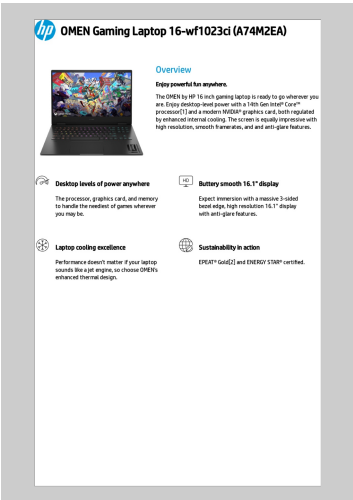 hp OMEN Gaming Laptop 16-wf1023ci (A74M2EA)
Overview
Enjoy powerful fun anywhere.
The OMEN by HP 16 inch gaming laptop is ready to go wherever you
are. Enjoy desktop-level power with a 14th Gen Intel® Core™
processor[1] and a modern NVIDIA® graphics card, both regulated
by enhanced internal cooling. The screen is equally impressive with
high resolution, smooth framerates, and and anti-glare features.
Desktop levels of power anywhere
The processor, graphics card, and memory
to handle the neediest of games wherever
you may be.
HD
Buttery smooth 16.1" display
Expect immersion with a massive 3-sided
bezel edge, high resolution 16.1" display
with anti-glare features.
Laptop cooling excellence
Performance doesn't matter if your laptop
sounds like a jet engine, so choose OMEN's
enhanced thermal design.
Sustainability in action
EPEAT® Gold[2] and ENERGY STAR® certified.